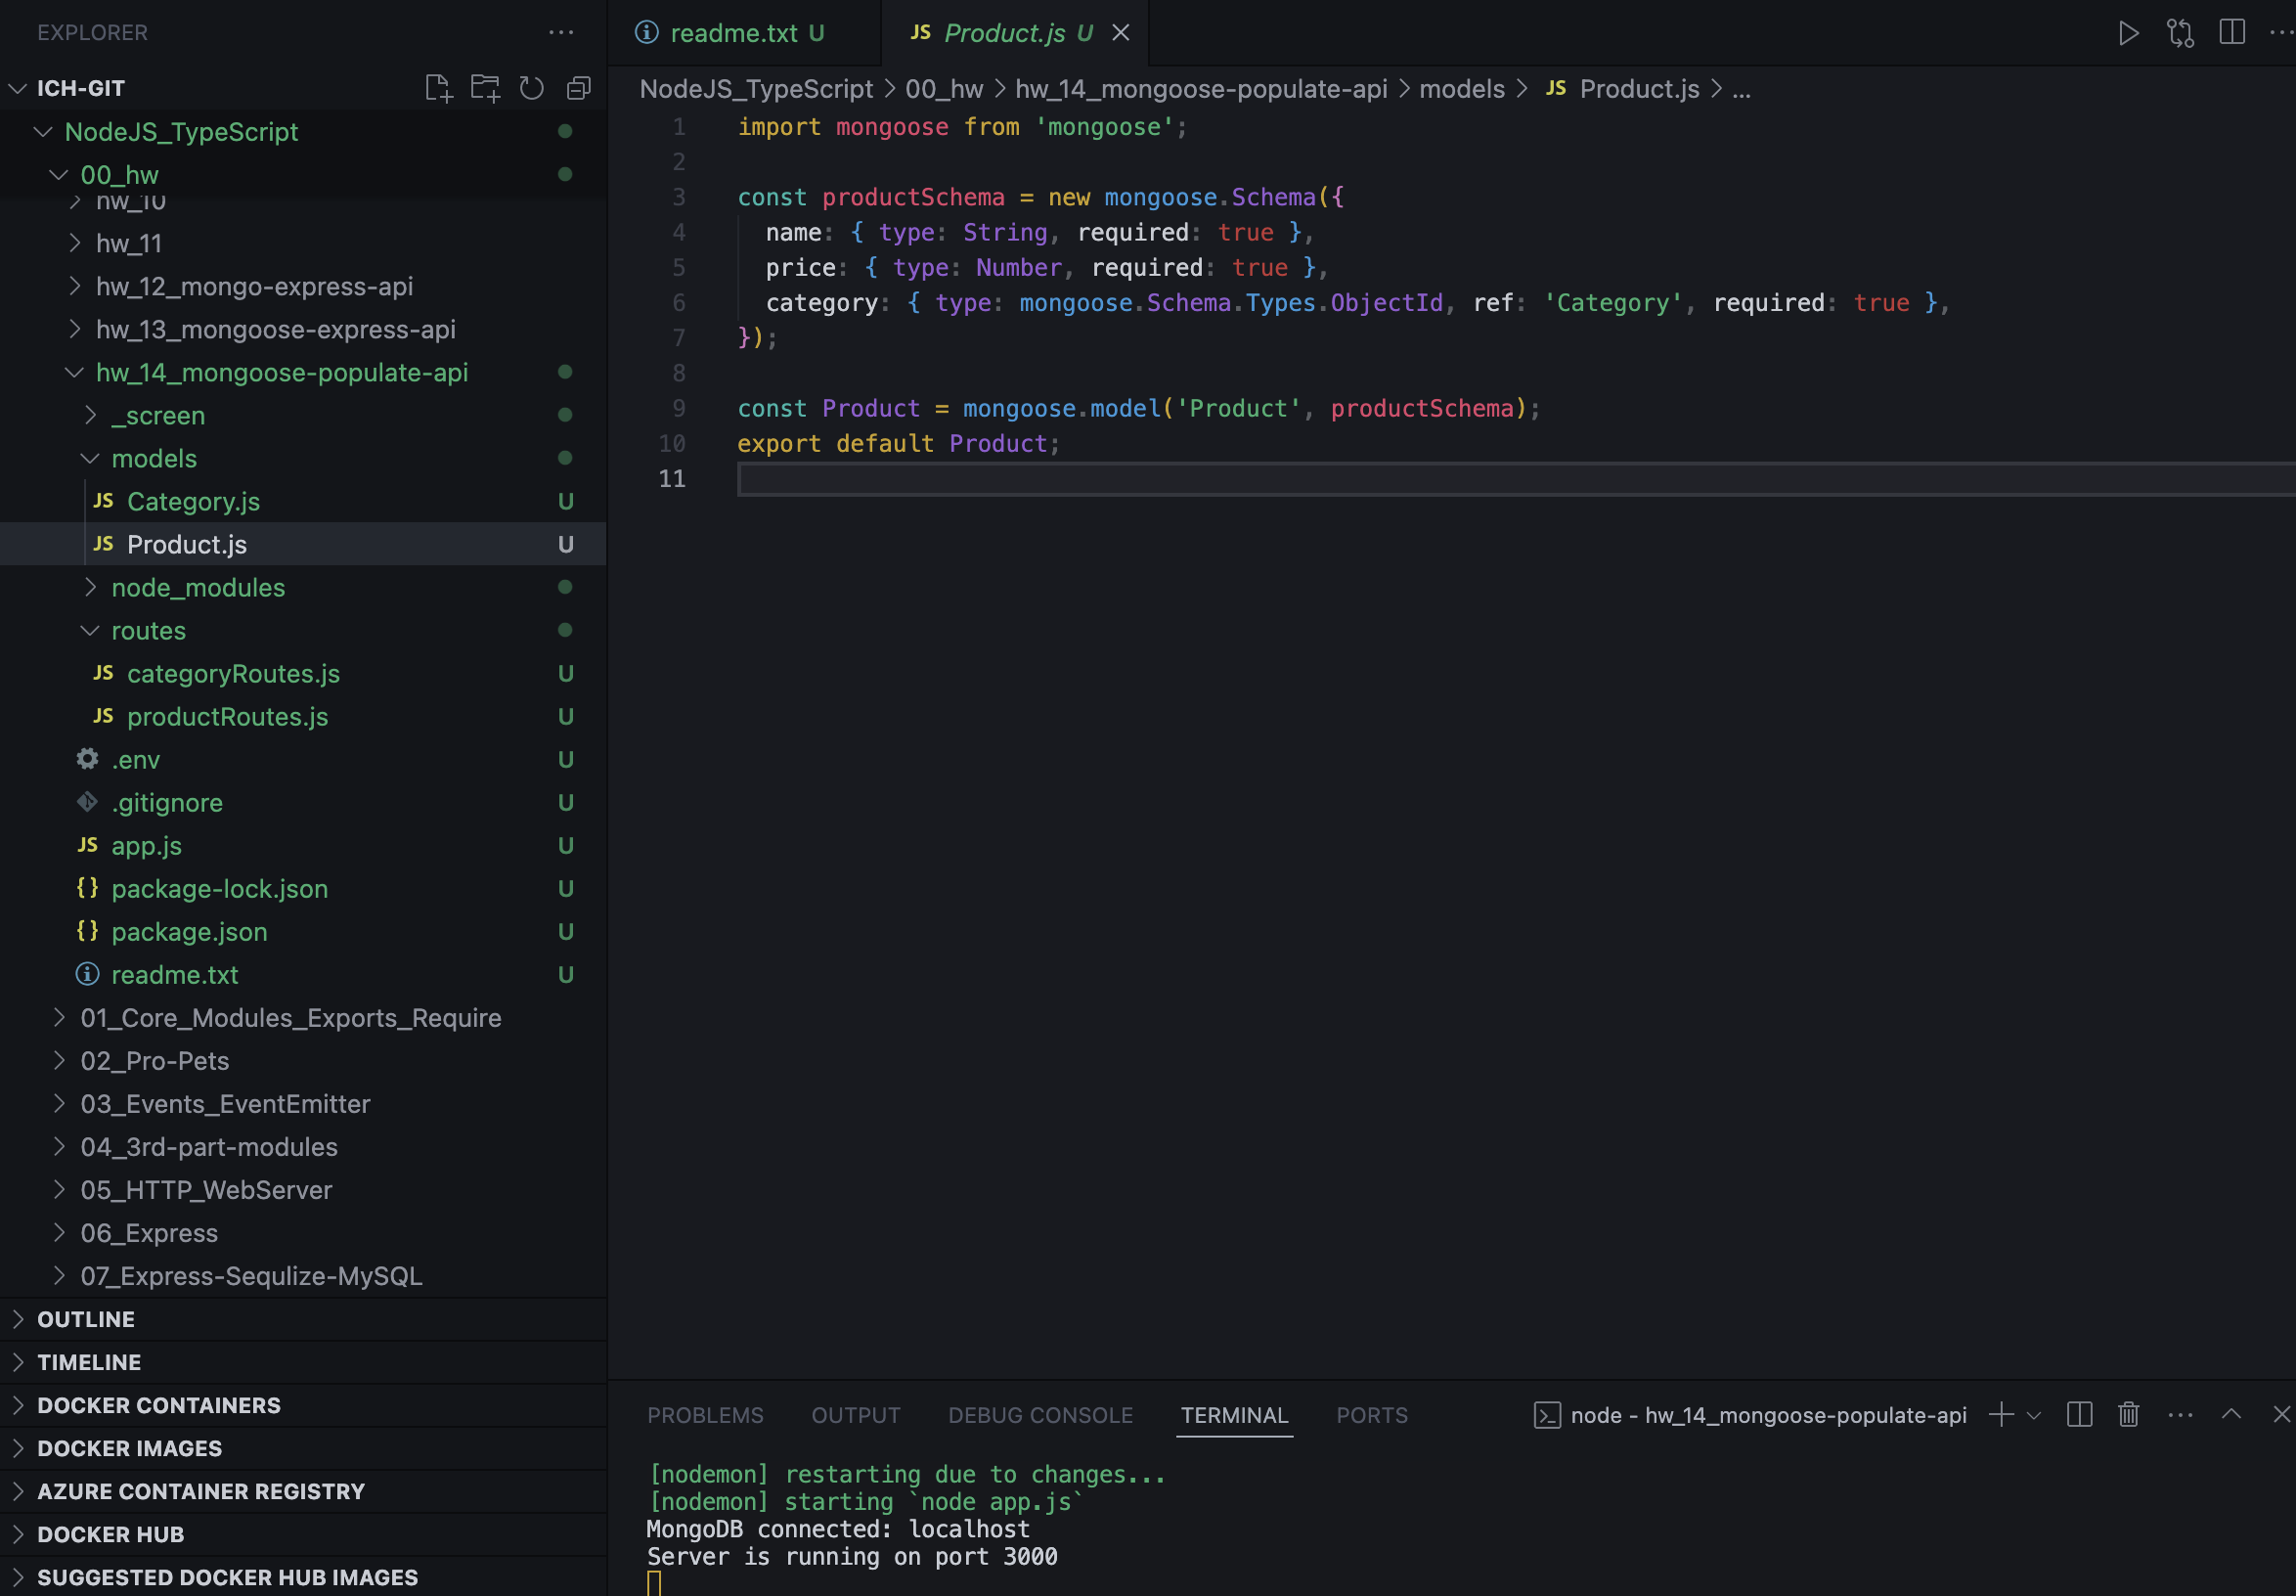 EXPLORER
ICH-GIT
NodeJS_TypeScript
00_hw
hw_10
hw_11
hw_12_mongo-express-api
hw_13_mongoose-express-api
hw_14_mongoose-populate-api
_screen
models
JS Category.js U
JS Product.js U
node_modules
routes
JS categoryRoutes.js U
JS productRoutes.js U
.env U
.gitignore U
JS app.js U
{} package-lock.json U
{} package.json U
readme.txt U
01_Core_Modules_Exports_Require
02_Pro-Pets
03_Events_EventEmitter
04_3rd-part-modules
05_HTTP_WebServer
06_Express
07_Express-Sequlize-MySQL
OUTLINE
TIMELINE
DOCKER CONTAINERS
DOCKER IMAGES
AZURE CONTAINER REGISTRY
DOCKER HUB
SUGGESTED DOCKER HUB IMAGES
readme.txt U JS Product.js U
NodeJS_TypeScript > 00_hw > hw_14_mongoose-populate-api > models > JS Product.js > ...
1 import mongoose from 'mongoose';
2
3 const productSchema = new mongoose.Schema({
4 name: { type: String, required: true },
5 price: { type: Number, required: true },
6 category: { type: mongoose.Schema.Types.ObjectId, ref: 'Category', required: true },
7 });
8
9 const Product = mongoose.model('Product', productSchema);
10 export default Product;
11
PROBLEMS OUTPUT DEBUG CONSOLE TERMINAL PORTS node - hw_14_mongoose-populate-api
[nodemon] restarting due to changes...
[nodemon] starting `node app.js`
MongoDB connected: localhost
Server is running on port 3000